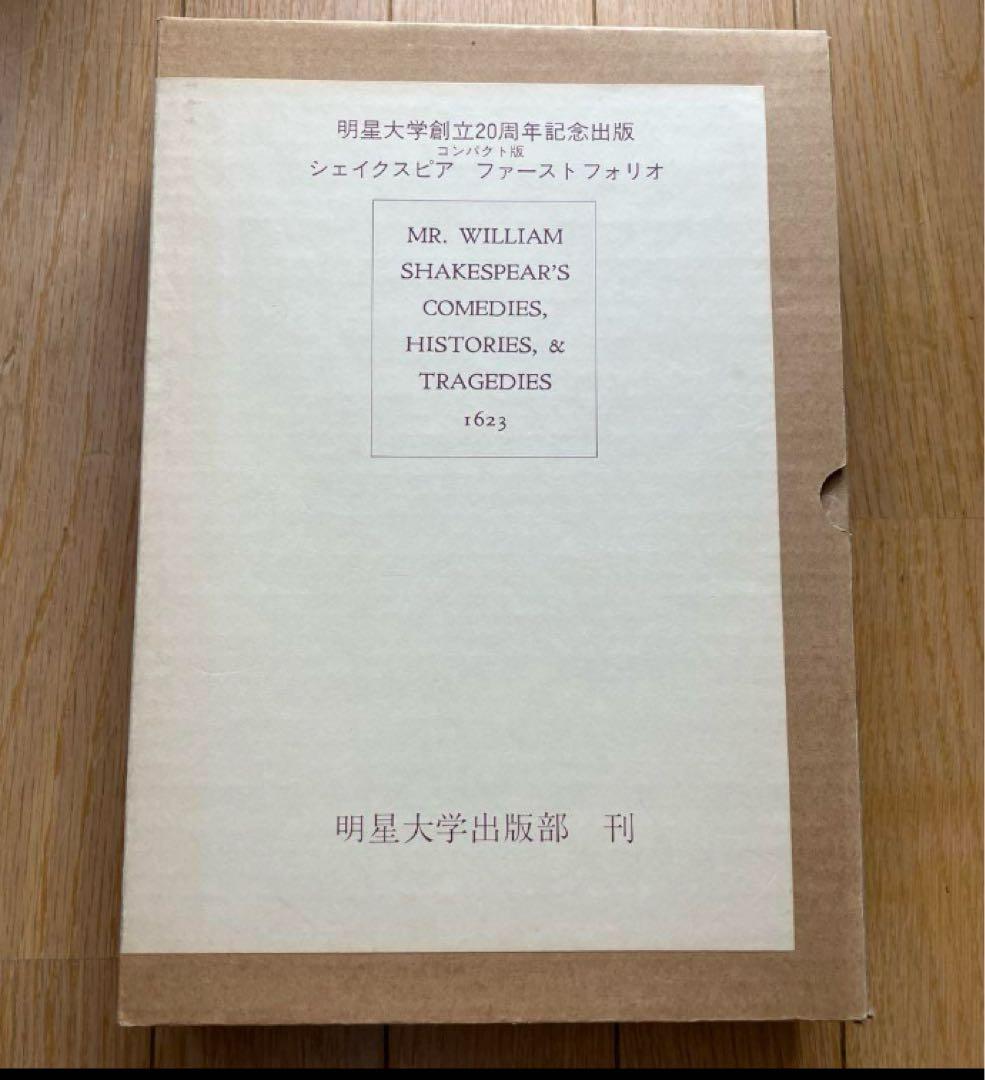 明星大学創立20周年記念出版
コンパクト版
シェイクスピア　ファーストフォリオ
MR. WILLIAM
SHAKESPEAR'S
COMEDIES,
HISTORIES, &
TRAGEDIES
1623
明星大学出版部　刊